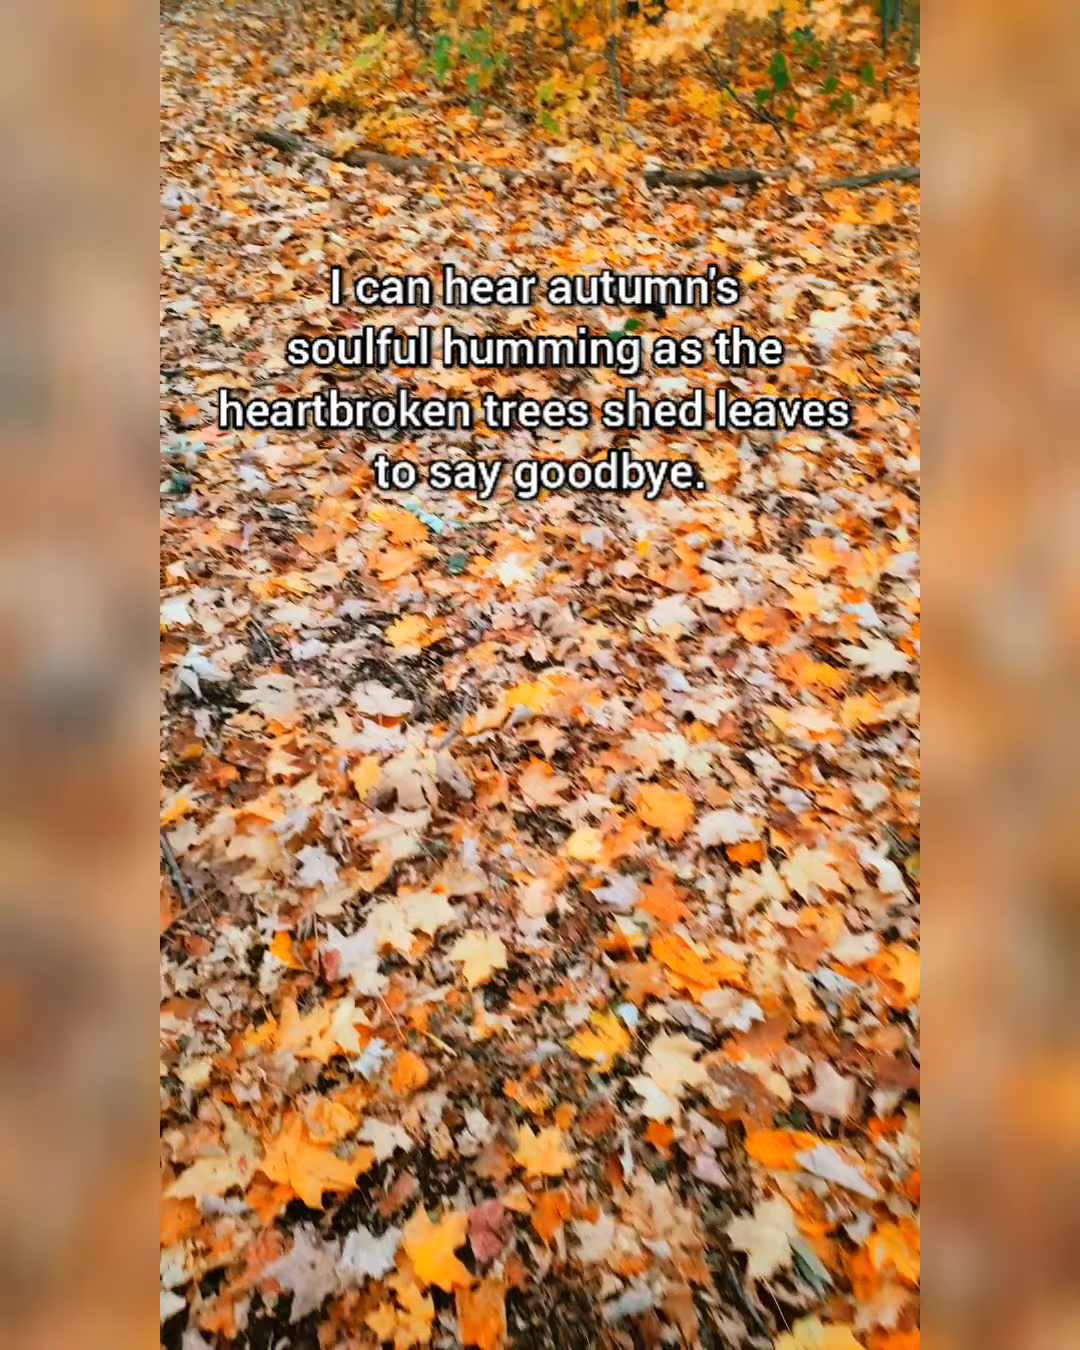 I can hear autumn's
soulful humming as the
heartbroken trees shed leaves
to say goodbye.